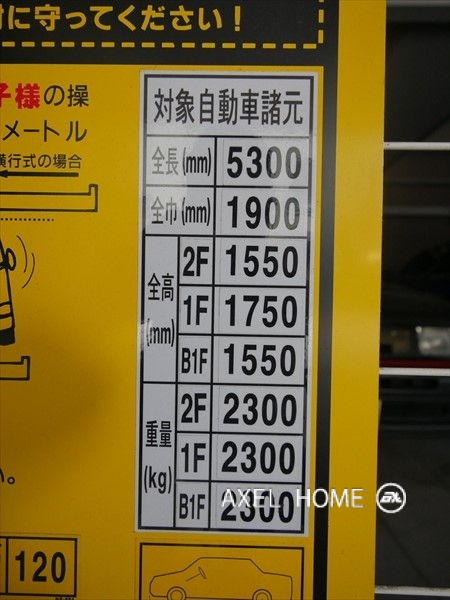 に守ってください!
子様の操
メートル
横行式の場合
対象自動車諸元
全長(mm) 5300
全巾(mm) 1900
全高(mm) 2F 1550
1F 1750
B1F 1550
重量(kg) 2F 2300
1F 2300
B1F 2300
い。
AXEL HOME
120